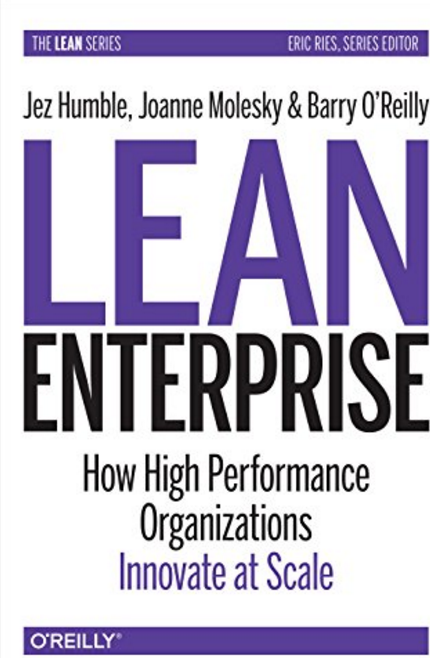 THE LEAN SERIES ERIC RIES, SERIES EDITOR
Jez Humble, Joanne Molesky & Barry O'Reilly
LEAN
ENTERPRISE
How High Performance
Organizations
Innovate at Scale
O'REILLY®